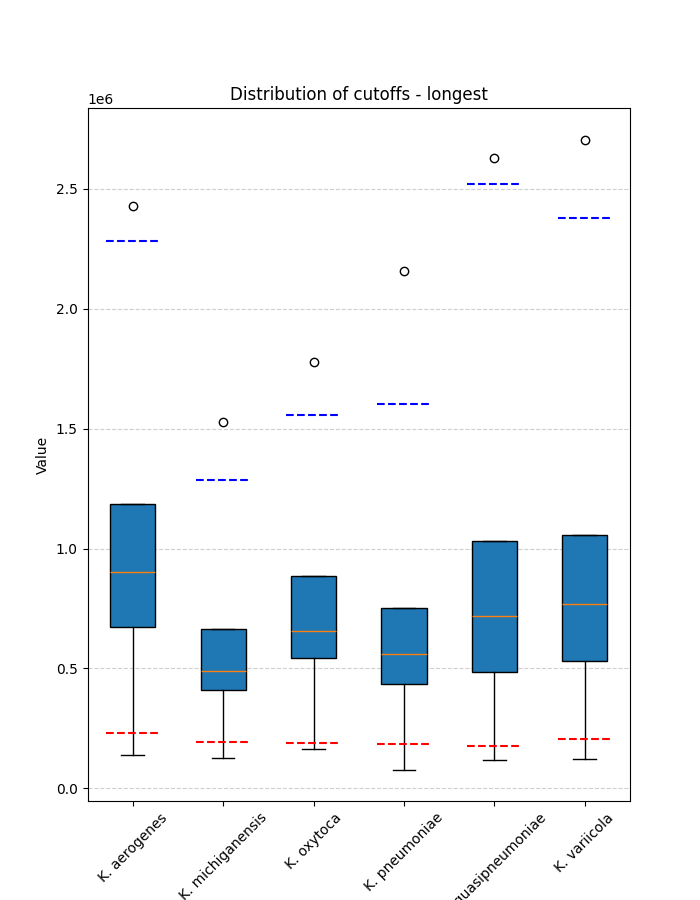 Distribution of cutoffs - longest
1e6
2.5
2.0
1.5
1.0
0.5
0.0
Value
K. aerogenes
K. michiganensis
K. oxytoca
K. pneumoniae
quasipneumoniae
K. variicola